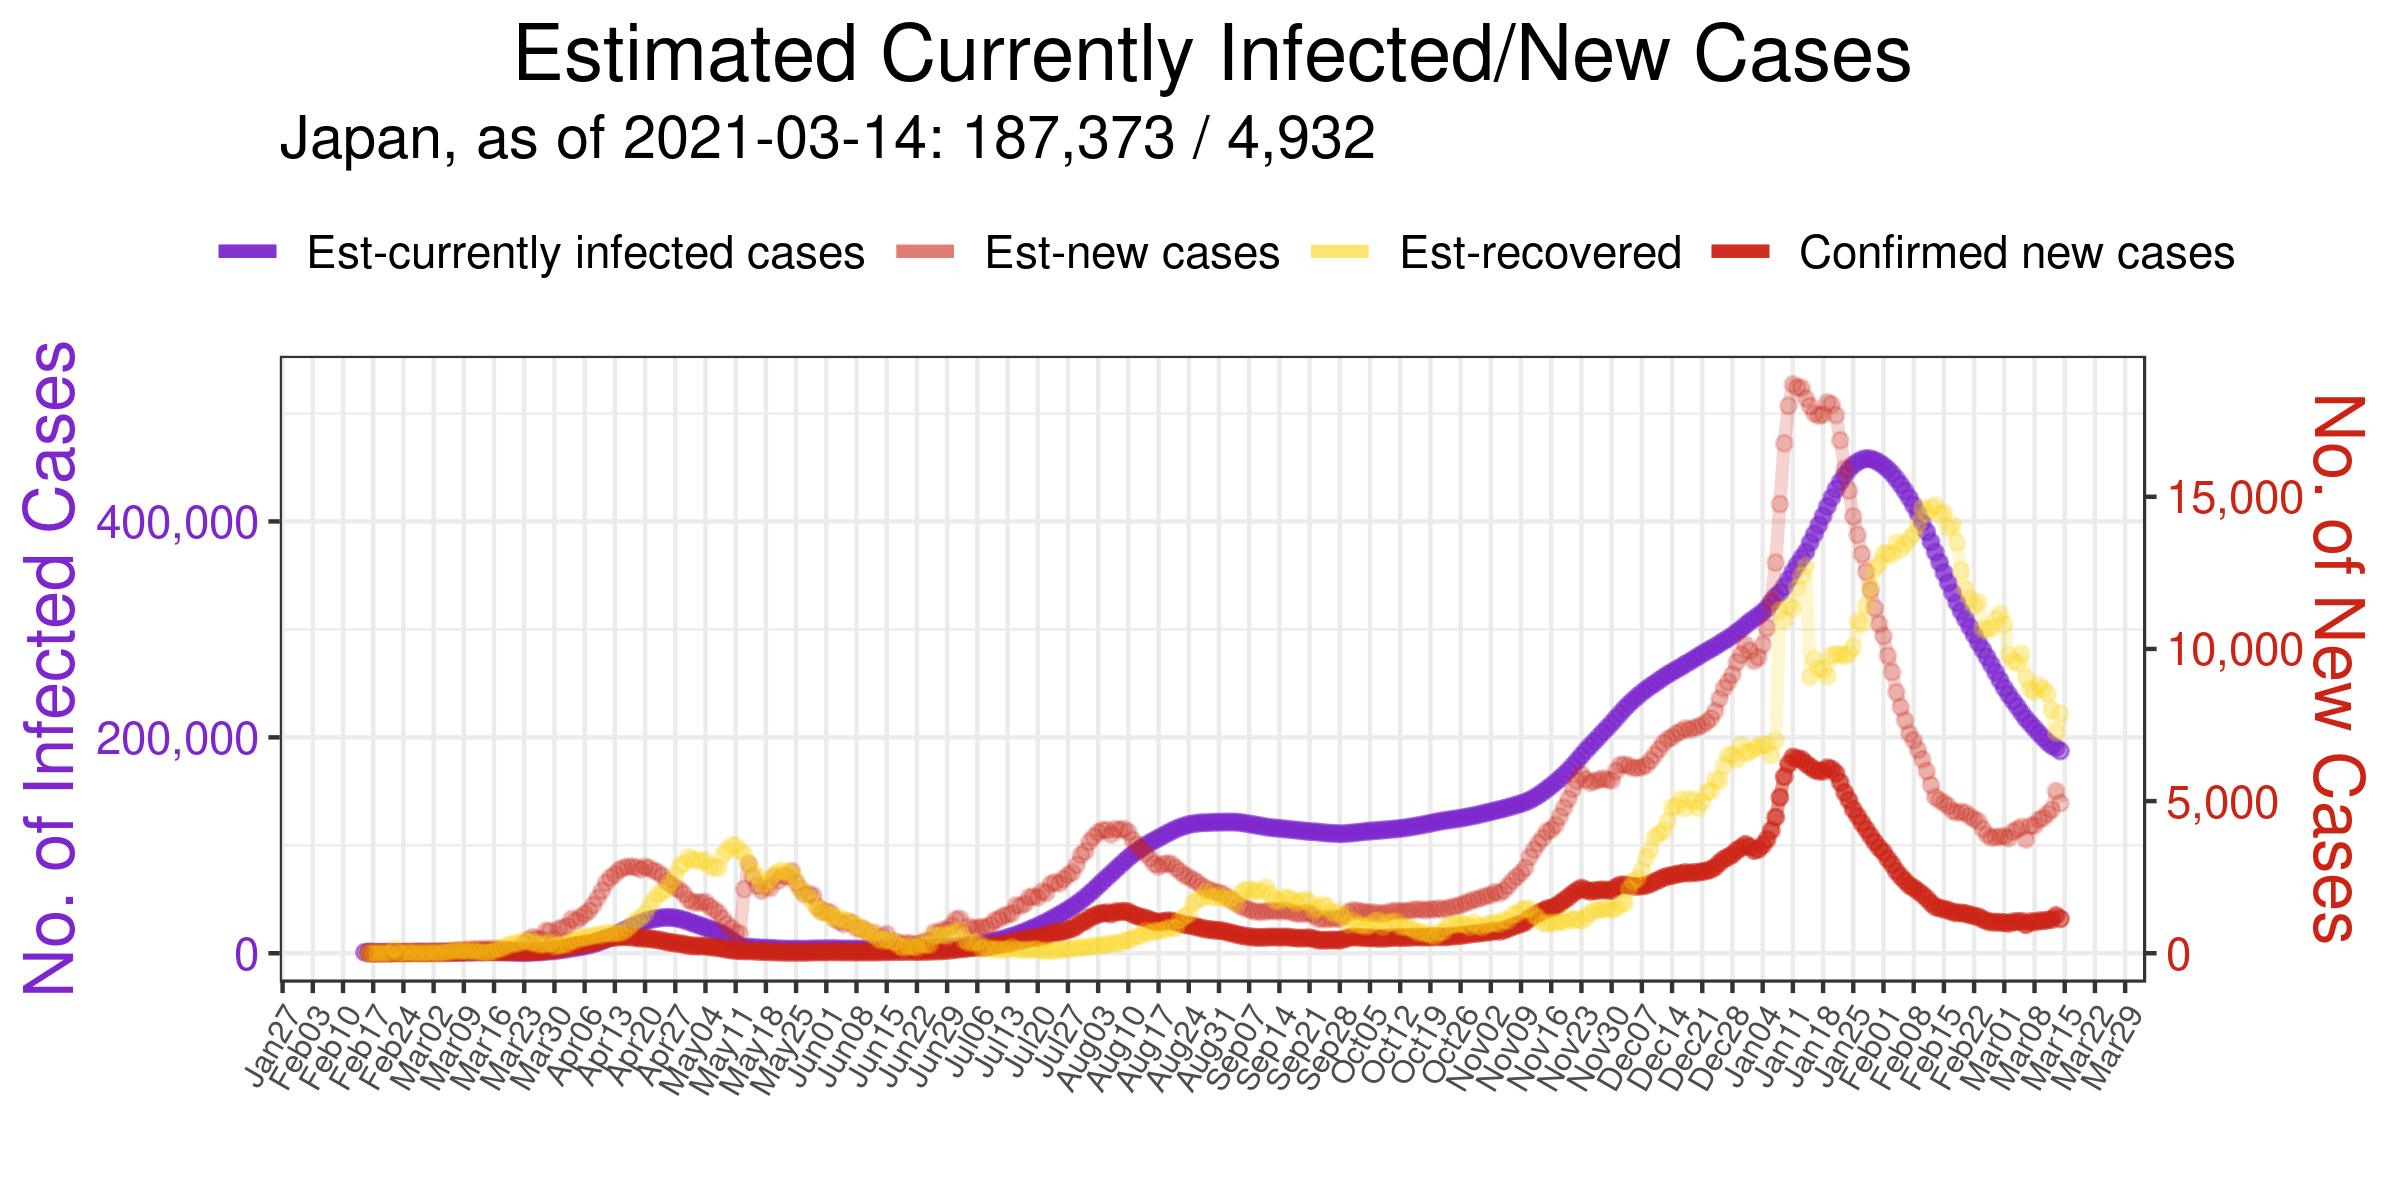 Estimated Currently Infected/New Cases
Japan, as of 2021-03-14: 187,373 / 4,932
Est-currently infected cases Est-new cases Est-recovered Confirmed new cases
No. of Infected Cases
400,000
200,000
0
15,000
10,000
5,000
0
No. of New Cases
Jan27 Feb03 Feb10 Feb17 Feb24 Mar02 Mar09 Mar16 Mar23 Mar30 Apr06 Apr13 Apr20 Apr27 May04 May11 May18 May25 Jun01 Jun08 Jun15 Jun22 Jun29 Jul06 Jul13 Jul20 Jul27 Aug03 Aug10 Aug17 Aug24 Aug31 Sep07 Sep14 Sep21 Sep28 Oct05 Oct12 Oct19 Oct26 Nov02 Nov09 Nov16 Nov23 Nov30 Dec07 Dec14 Dec21 Dec28 Jan04 Jan11 Jan18 Jan25 Feb01 Feb08 Feb15 Feb22 Mar01 Mar08 Mar15 Mar22 Mar29